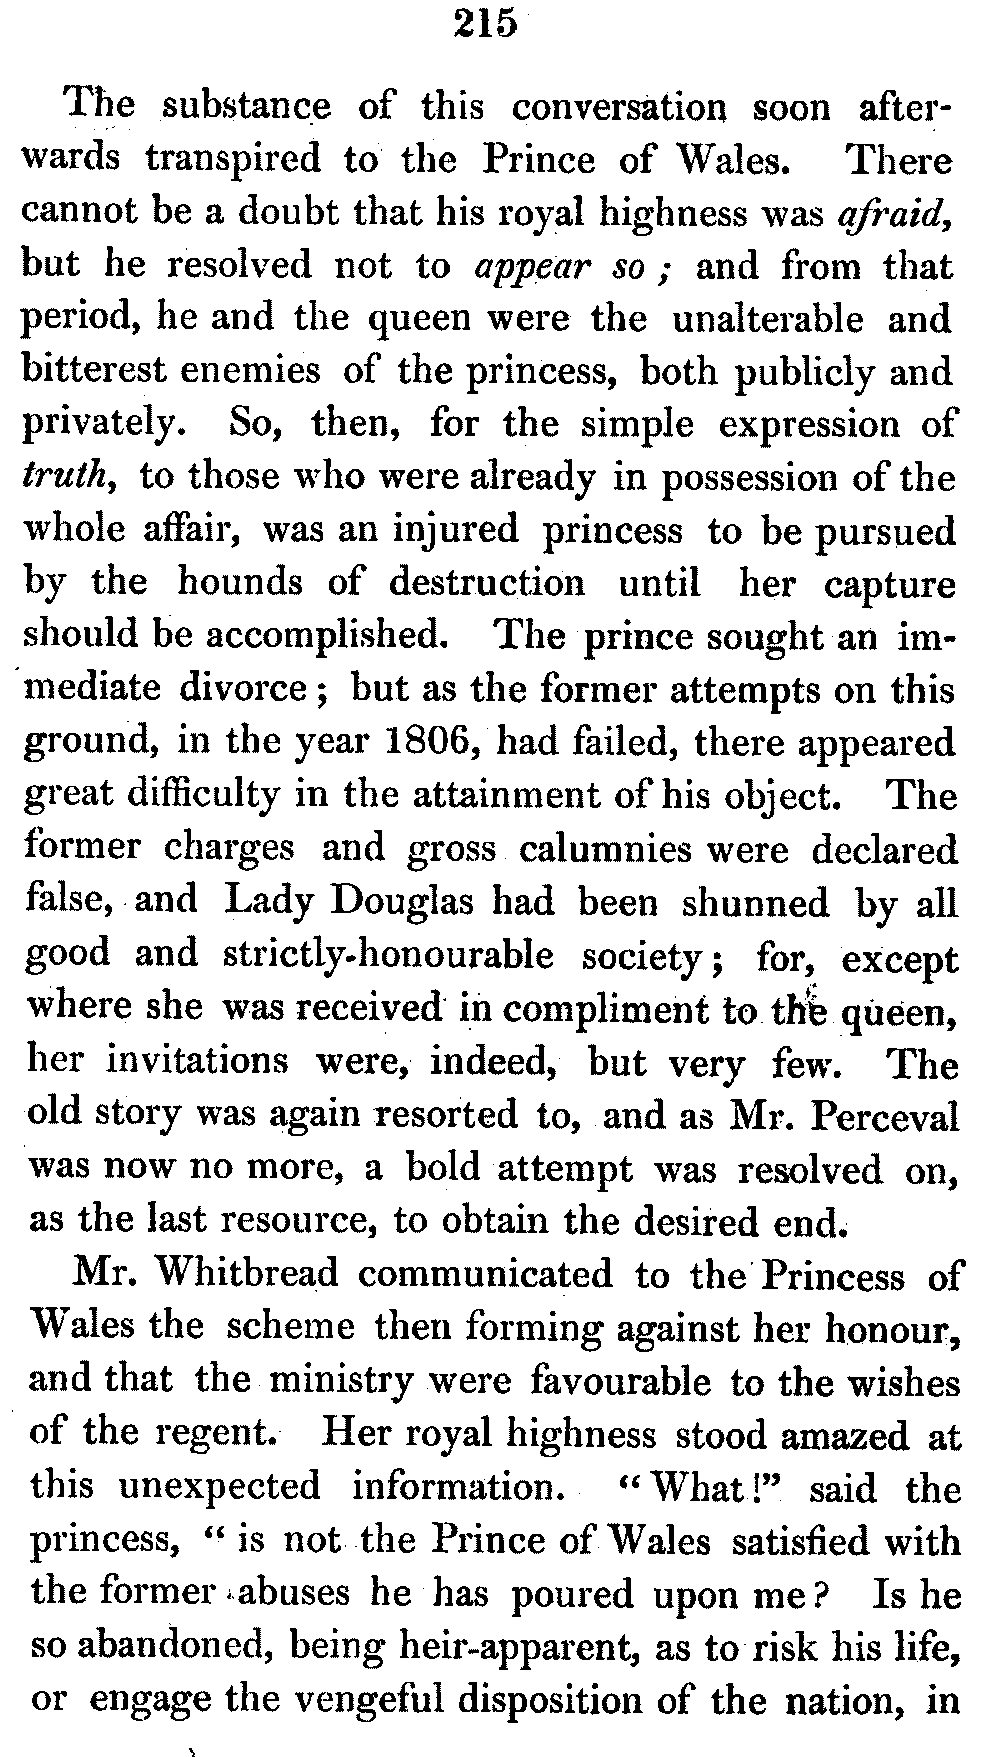 215
The substance of this conversation soon after-
wards transpired to the Prince of Wales. There
cannot be a doubt that his royal highness was afraid,
but he resolved not to appear so ; and from that
period, he and the queen were the unalterable and
bitterest enemies of the princess, both publicly and
privately. So, then, for the simple expression of
truth, to those who were already in possession of the
whole affair, was an injured princess to be pursued
by the hounds of destruction until her capture
should be accomplished. The prince sought an im-
mediate divorce ; but as the former attempts on this
ground, in the year 1806, had failed, there appeared
great difficulty in the attainment of his object. The
former charges and gross calumnies were declared
false, and Lady Douglas had been shunned by all
good and strictly-honourable society ; for, except
where she was received in compliment to the queen,
her invitations were, indeed, but very few. The
old story was again resorted to, and as Mr. Perceval
was now no more, a bold attempt was resolved on,
as the last resource, to obtain the desired end.
Mr. Whitbread communicated to the Princess of
Wales the scheme then forming against her honour,
and that the ministry were favourable to the wishes
of the regent. Her royal highness stood amazed at
this unexpected information. “ What !” said the
princess, “ is not the Prince of Wales satisfied with
the former abuses he has poured upon me ? Is he
so abandoned, being heir-apparent, as to risk his life,
or engage the vengeful disposition of the nation, in